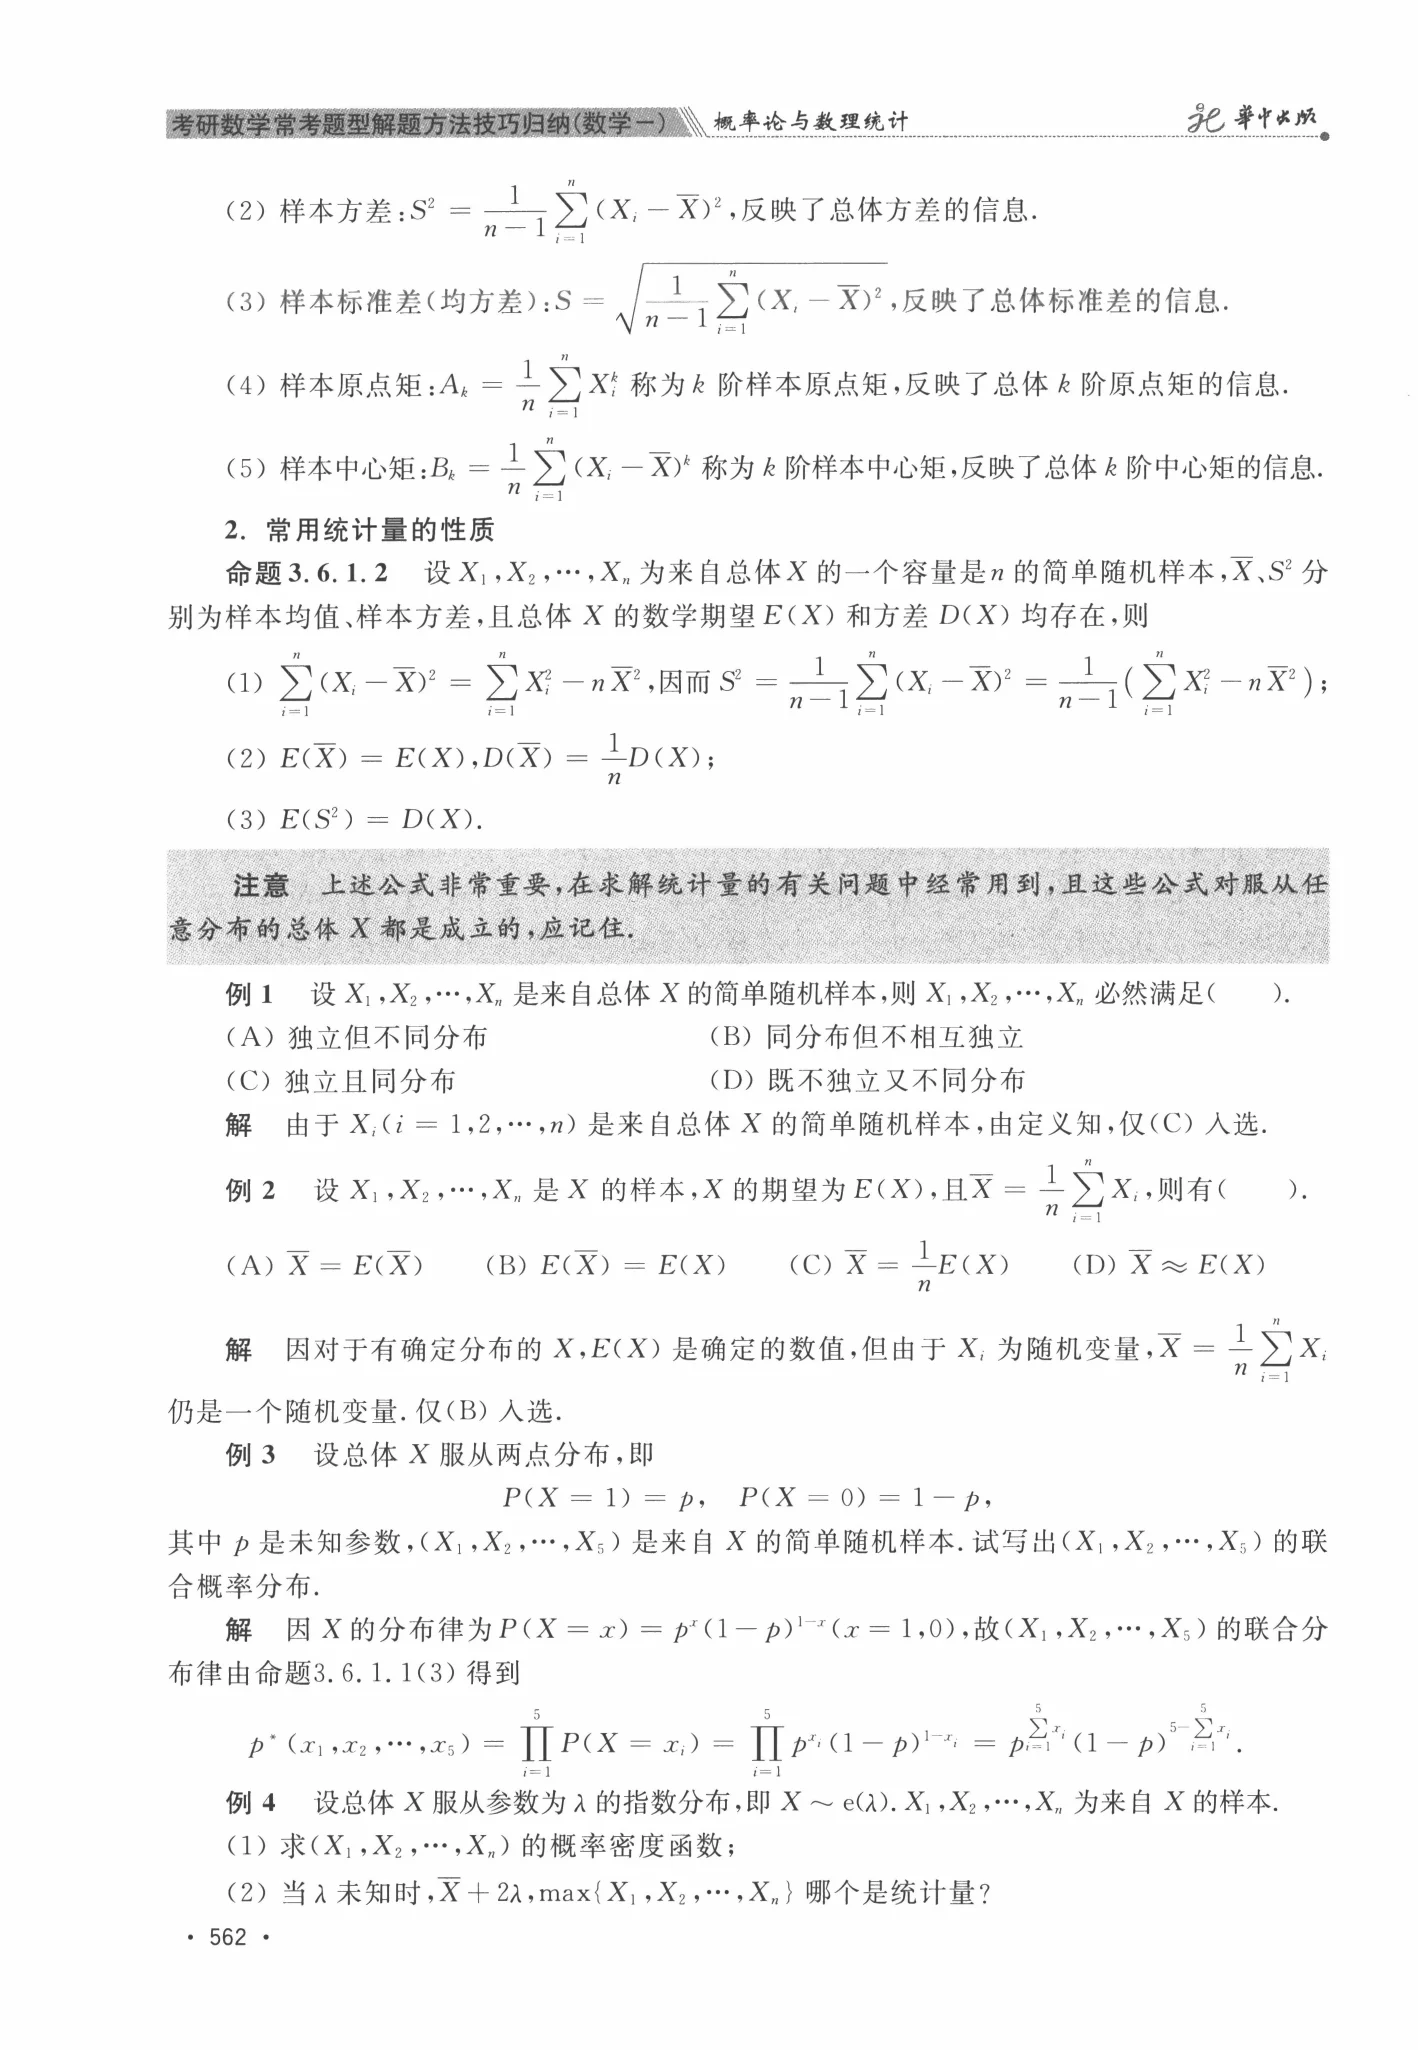 考研数学常考题型解题方法技巧归纳(数学一) 概率论与数理统计 华中出版
(2) 样本方差:S² = \frac{1}{n-1}\sum_{i=1}^{n}(X_i - \overline{X})²,反映了总体方差的信息.
(3) 样本标准差(均方差):S = \sqrt{\frac{1}{n-1}\sum_{i=1}^{n}(X_i - \overline{X})²},反映了总体标准差的信息.
(4) 样本原点矩:A_k = \frac{1}{n}\sum_{i=1}^{n}X_i^k 称为 k 阶样本原点矩,反映了总体 k 阶原点矩的信息.
(5) 样本中心矩:B_k = \frac{1}{n}\sum_{i=1}^{n}(X_i - \overline{X})^k 称为 k 阶样本中心矩,反映了总体 k 阶中心矩的信息.
2. 常用统计量的性质
命题 3.6.1.2 设 X_1,X_2,…,X_n 为来自总体 X 的一个容量是 n 的简单随机样本,\overline{X}、S² 分
别为样本均值、样本方差,且总体 X 的数学期望 E(X) 和方差 D(X) 均存在,则
(1) \sum_{i=1}^{n}(X_i - \overline{X})² = \sum_{i=1}^{n}X_i² - n\overline{X}²,因而 S² = \frac{1}{n-1}\sum_{i=1}^{n}(X_i - \overline{X})² = \frac{1}{n-1}(\sum_{i=1}^{n}X_i² - n\overline{X}²);
(2) E(\overline{X}) = E(X),D(\overline{X}) = \frac{1}{n}D(X);
(3) E(S²) = D(X).
注意 上述公式非常重要,在求解统计量的有关问题中经常用到,且这些公式对服从任
意分布的总体 X 都是成立的,应记住.
例 1 设 X_1,X_2,…,X_n 是来自总体 X 的简单随机样本,则 X_1,X_2,…,X_n 必然满足( ).
(A) 独立但不同分布 (B) 同分布但不相互独立
(C) 独立且同分布 (D) 既不独立又不同分布
解 由于 X_i(i = 1,2,…,n) 是来自总体 X 的简单随机样本,由定义知,仅(C) 入选.
例 2 设 X_1,X_2,…,X_n 是 X 的样本,X 的期望为 E(X),且\overline{X} = \frac{1}{n}\sum_{i=1}^{n}X_i,则有( ).
(A) \overline{X} = E(\overline{X}) (B) E(\overline{X}) = E(X) (C) \overline{X} = \frac{1}{n}E(X) (D) \overline{X} ≈ E(X)
解 因对于有确定分布的 X,E(X) 是确定的数值,但由于 X_i 为随机变量,\overline{X} = \frac{1}{n}\sum_{i=1}^{n}X_i
仍是一个随机变量.仅(B) 入选.
例 3 设总体 X 服从两点分布,即
P(X = 1) = p, P(X = 0) = 1 - p,
其中 p 是未知参数,(X_1,X_2,…,X_5) 是来自 X 的简单随机样本.试写出(X_1,X_2,…,X_5) 的联
合概率分布.
解 因 X 的分布律为 P(X = x) = p^x(1-p)^{1-x}(x = 1,0),故(X_1,X_2,…,X_5) 的联合分
布律由命题3.6.1.1(3) 得到
p^*(x_1,x_2,…,x_5) = \prod_{i=1}^{5}P(X = x_i) = \prod_{i=1}^{5}p^{x_i}(1-p)^{1-x_i} = p^{\sum_{i=1}^{5}x_i}(1-p)^{5-\sum_{i=1}^{5}x_i}.
例 4 设总体 X 服从参数为 λ 的指数分布,即 X ~ e(λ). X_1,X_2,…,X_n 为来自 X 的样本.
(1) 求(X_1,X_2,…,X_n) 的概率密度函数;
(2) 当 λ 未知时,\overline{X} + 2λ,max{X_1,X_2,…,X_n} 哪个是统计量?
· 562 ·